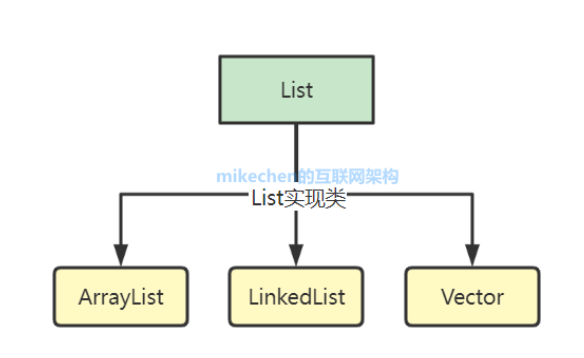 List
mikechen的互联网架构
List实现类
ArrayList
LinkedList
Vector